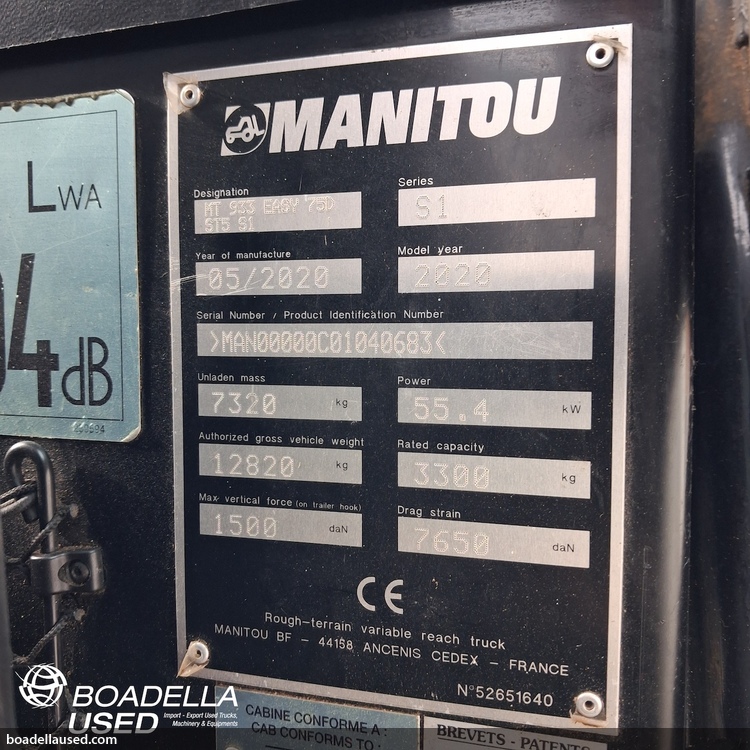 LWA
04dB
MANITOU
Designation
MT 933 EASY 75D
ST5 S1
Series
S1
Year of manufacture
05/2020
Model year
2020
Serial Number / Product Identification Number
>MAN00000C01040683<
Unladen mass
7320 kg
Power
55.4 kW
Authorized gross vehicle weight
12820 kg
Rated capacity
3300 kg
Max vertical force (on trailer hook)
1500 daN
Drag strain
7650 daN
CE
Rough-terrain variable reach truck
MANITOU BF - 44158 ANCENIS CEDEX - FRANCE
N°52651640
CABINE CONFORME A :
CAB CONFORMS TO :
BREVETS - PATENTS
BOADELLA
USED
Import - Export Used Trucks,
Machinery & Equipments
boadellaused.com